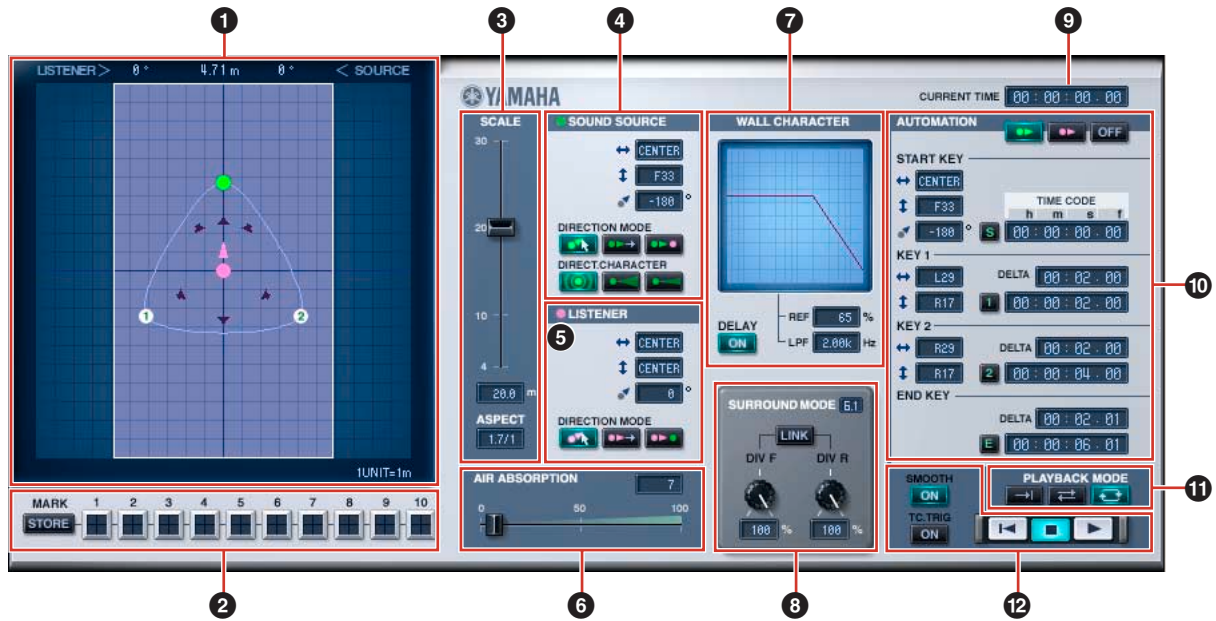 1
3
4
7
9
LISTENER> 0° 4.71 m 0° < SOURCE
1
2
1UNIT=1m
MARK 1 2 3 4 5 6 7 8 9 10
STORE
YAMAHA
SCALE
30
20
10
4
20.0 m
ASPECT
1.7/1
SOUND SOURCE
CENTER
F33
-180 °
DIRECTION MODE
DIRECT.CHARACTER
5
LISTENER
CENTER
CENTER
0 °
DIRECTION MODE
AIR ABSORPTION 7
0 50 100
WALL CHARACTER
DELAY
ON
REF 65 %
LPF 2.00k Hz
SURROUND MODE 6.1
LINK
DIV F DIV R
100 % 100 %
CURRENT TIME 00 : 00 : 00 . 00
AUTOMATION OFF
START KEY
CENTER
F33
-180 °
TIME CODE
h m s f
S 00 : 00 : 00 . 00
KEY 1
L29 DELTA 00 : 02 . 00
R17 1 00 : 00 : 02 . 00
KEY 2
R29 DELTA 00 : 02 . 00
R17 2 00 : 00 : 04 . 00
END KEY
DELTA 00 : 02 . 01
E 00 : 00 : 06 . 01
10
SMOOTH
ON
TC.TRIG
ON
PLAYBACK MODE
11
2
6
8
12